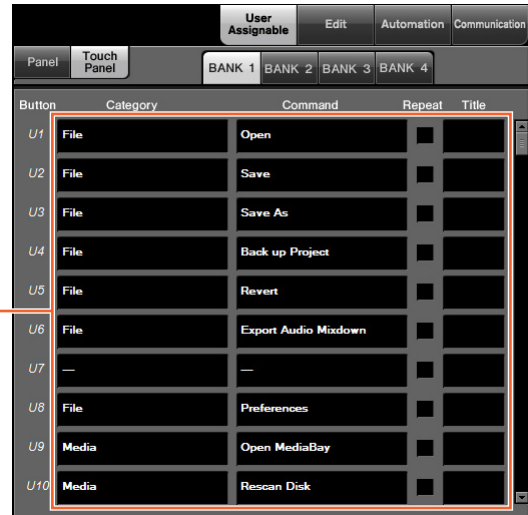 User Assignable Edit Automation Communication
Panel Touch Panel BANK 1 BANK 2 BANK 3 BANK 4
Button Category Command Repeat Title
U1 File Open
U2 File Save
U3 File Save As
U4 File Back up Project
U5 File Revert
U6 File Export Audio Mixdown
U7 — —
U8 File Preferences
U9 Media Open MediaBay
U10 Media Rescan Disk